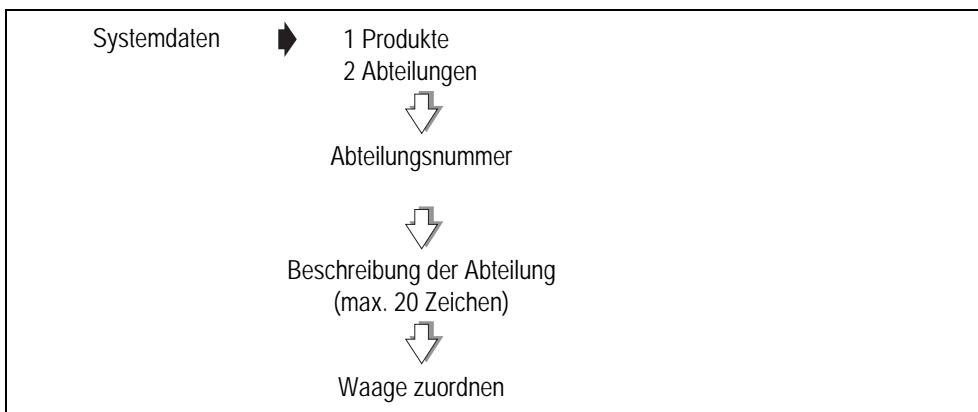 Systemdaten 1 Produkte
2 Abteilungen
Abteilungsnummer
Beschreibung der Abteilung
(max. 20 Zeichen)
Waage zuordnen